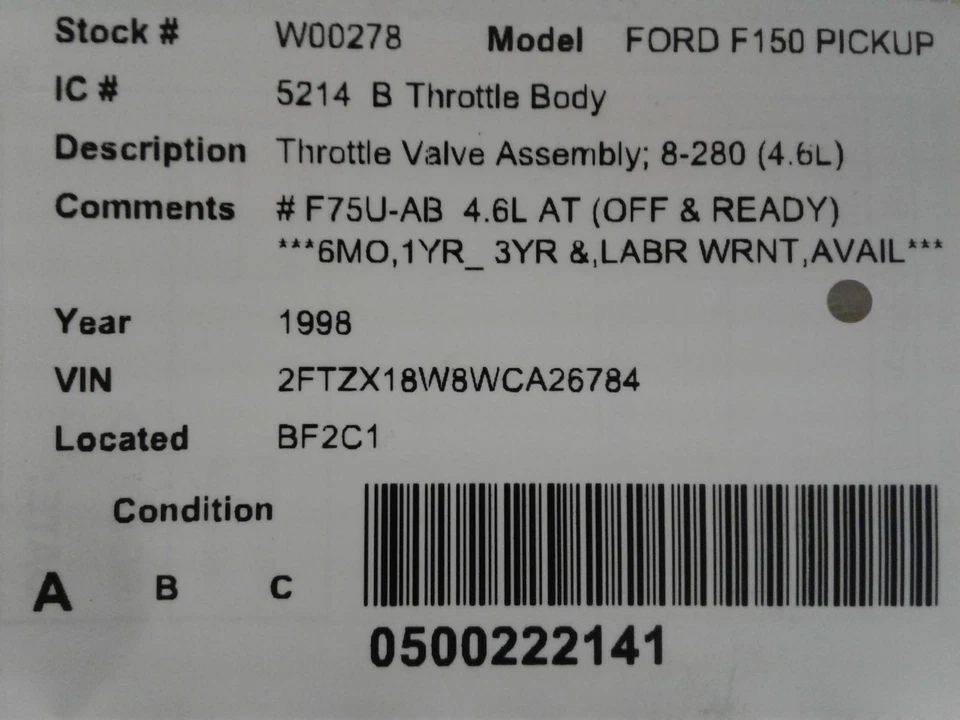 Stock # W00278 Model FORD F150 PICKUP
IC # 5214 B Throttle Body
Description Throttle Valve Assembly; 8-280 (4.6L)
Comments # F75U-AB 4.6L AT (OFF & READY)
***6MO,1YR_ 3YR &,LABR WRNT,AVAIL***
Year 1998
VIN 2FTZX18W8WCA26784
Located BF2C1
Condition
A B C
0500222141